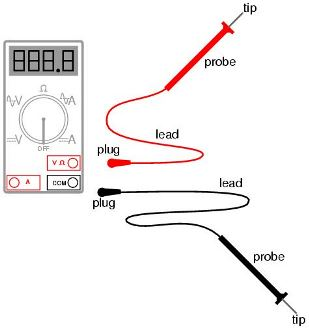 tip
probe
lead
plug
888.8
Ω
V A
V A
OFF
V Ω
A COM
plug
lead
probe
tip